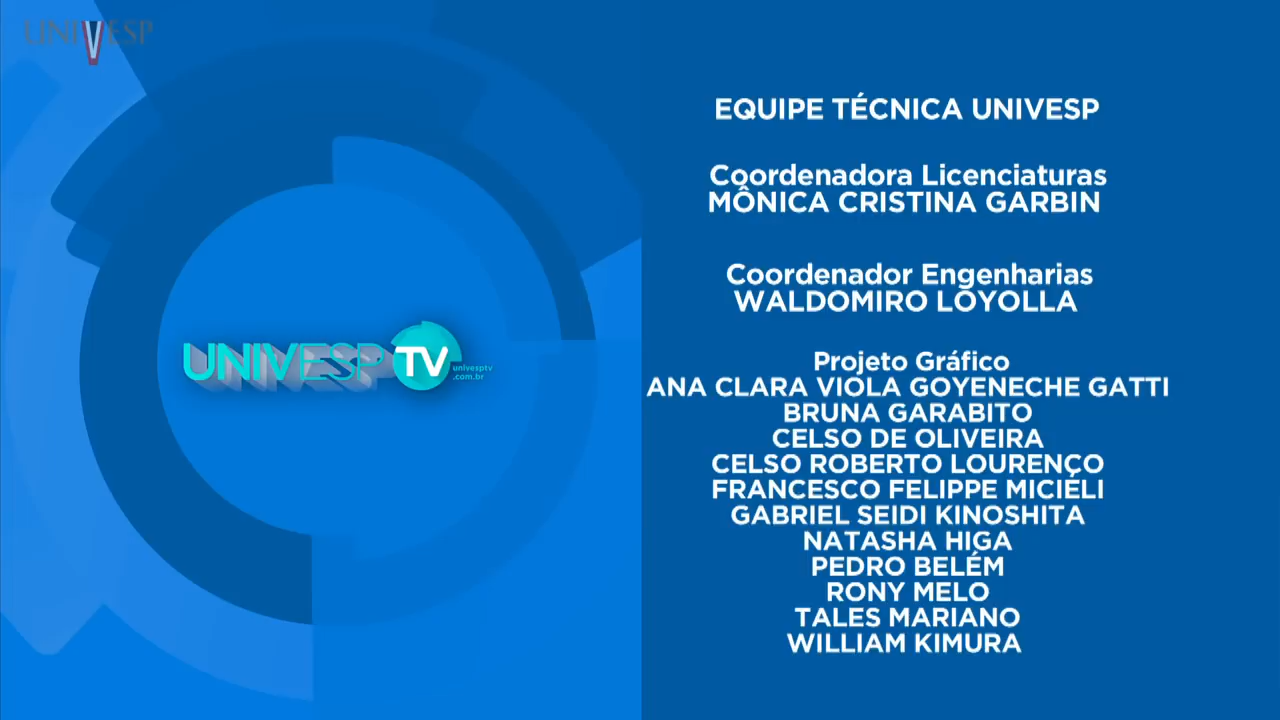 UNIVESP
UNIVESP TV
univesptv
.com.br
EQUIPE TÉCNICA UNIVESP
Coordenadora Licenciaturas
MÔNICA CRISTINA GARBIN
Coordenador Engenharias
WALDOMIRO LOYOLLA
Projeto Gráfico
ANA CLARA VIOLA GOYENECHE GATTI
BRUNA GARABITO
CELSO DE OLIVEIRA
CELSO ROBERTO LOURENÇO
FRANCESCO FELIPPE MICIELI
GABRIEL SEIDI KINOSHITA
NATASHA HIGA
PEDRO BELÉM
RONY MELO
TALES MARIANO
WILLIAM KIMURA